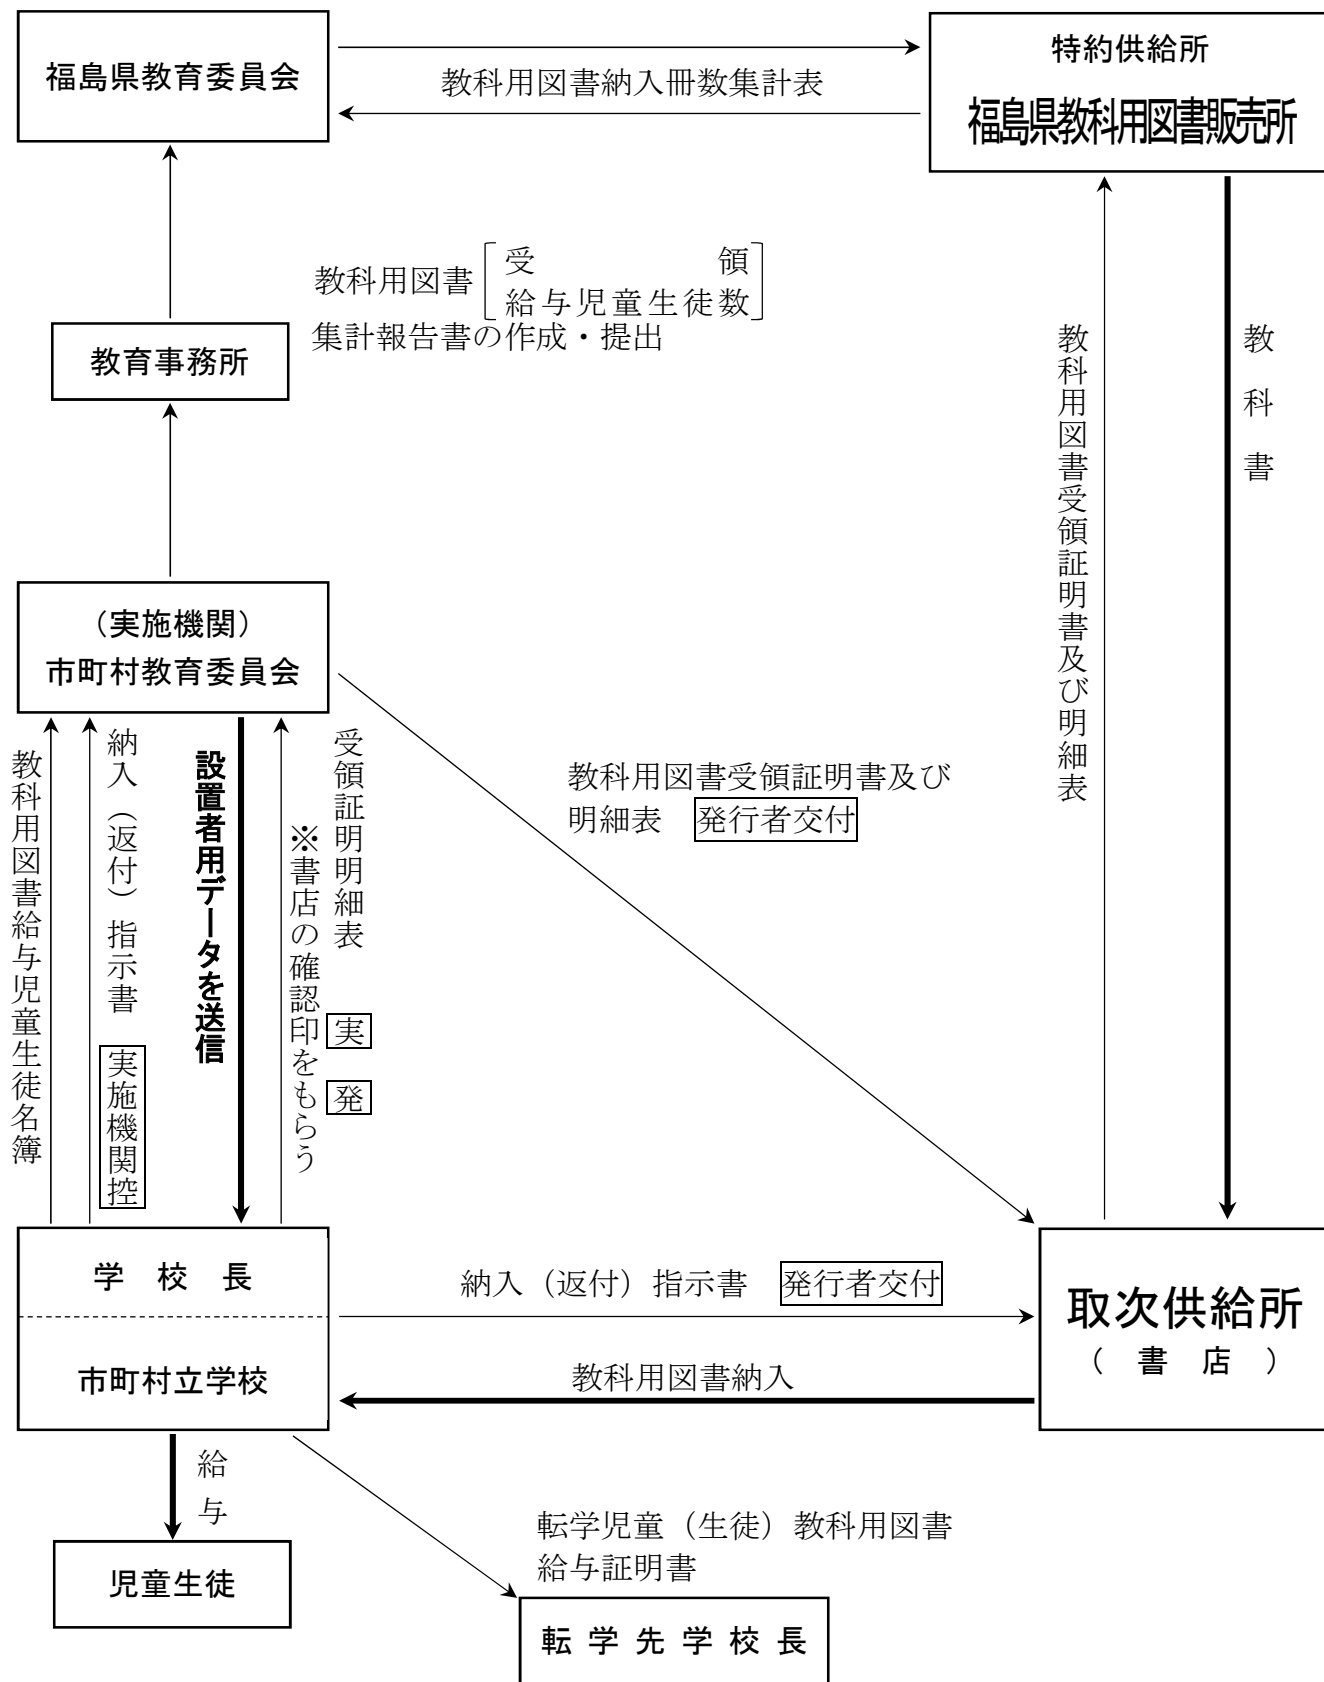 福島県教育委員会
教科用図書納入冊数集計表
特約供給所
福島県教科用図書販売所
教科用図書
受領
給与児童生徒数
集計報告書の作成・提出
教育事務所
教科用図書受領証明書及び明細表
教科書
（実施機関）
市町村教育委員会
教科用図書給与児童生徒名簿
納入（返付）指示書 実施機関控
設置者用データを送信
受領証明明細表 実 発
※書店の確認印をもらう
教科用図書受領証明書及び
明細表 発行者交付
学校長
市町村立学校
納入（返付）指示書 発行者交付
教科用図書納入
取次供給所
（書店）
給与
児童生徒
転学児童（生徒）教科用図書
給与証明書
転学先学校長